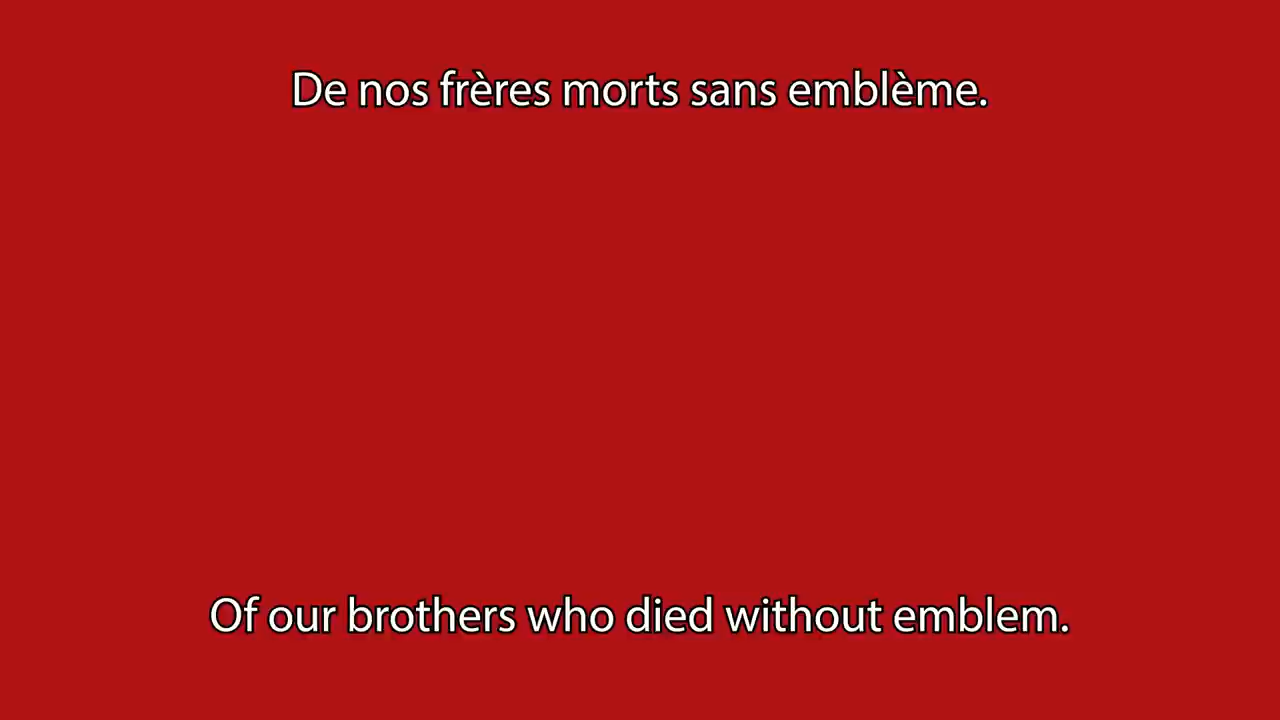 De nos frères morts sans emblème.
Of our brothers who died without emblem.